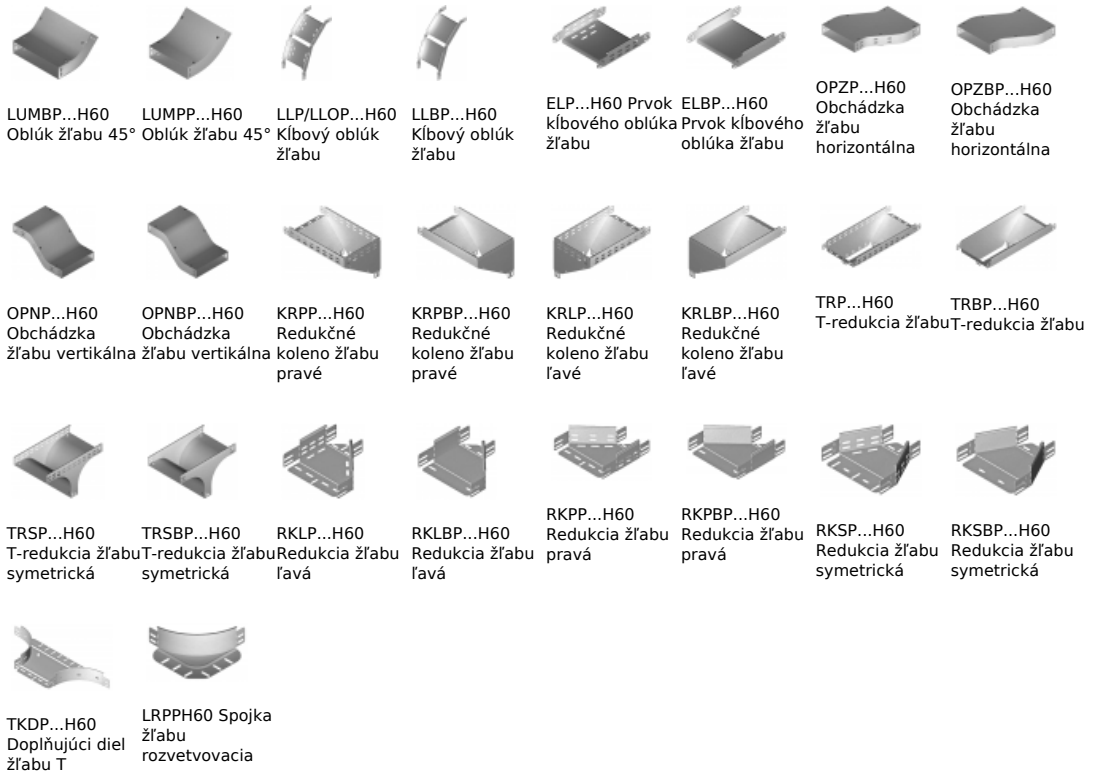 LUMBP...H60
Oblúk žľabu 45°
LUMPP...H60
Oblúk žľabu 45°
LLP/LLOP...H60
Kĺbový oblúk
žľabu
LLBP...H60
Kĺbový oblúk
žľabu
ELP...H60 Prvok
kĺbového oblúka
žľabu
ELBP...H60
Prvok kĺbového
oblúka žľabu
OPZP...H60
Obchádzka
žľabu
horizontálna
OPZBP...H60
Obchádzka
žľabu
horizontálna
OPNP...H60
Obchádzka
žľabu vertikálna
OPNBP...H60
Obchádzka
žľabu vertikálna
KRPP...H60
Redukčné
koleno žľabu
pravé
KRPBP...H60
Redukčné
koleno žľabu
pravé
KRLP...H60
Redukčné
koleno žľabu
ľavé
KRLBP...H60
Redukčné
koleno žľabu
ľavé
TRP...H60
T-redukcia žľabu
TRBP...H60
T-redukcia žľabu
TRSP...H60
T-redukcia žľabu
symetrická
TRSBP...H60
T-redukcia žľabu
symetrická
RKLP...H60
Redukcia žľabu
ľavá
RKLBP...H60
Redukcia žľabu
ľavá
RKPP...H60
Redukcia žľabu
pravá
RKPBP...H60
Redukcia žľabu
pravá
RKSP...H60
Redukcia žľabu
symetrická
RKSBP...H60
Redukcia žľabu
symetrická
TKDP...H60
Doplňujúci diel
žľabu T
LRPPH60 Spojka
žľabu
rozvetvovacia